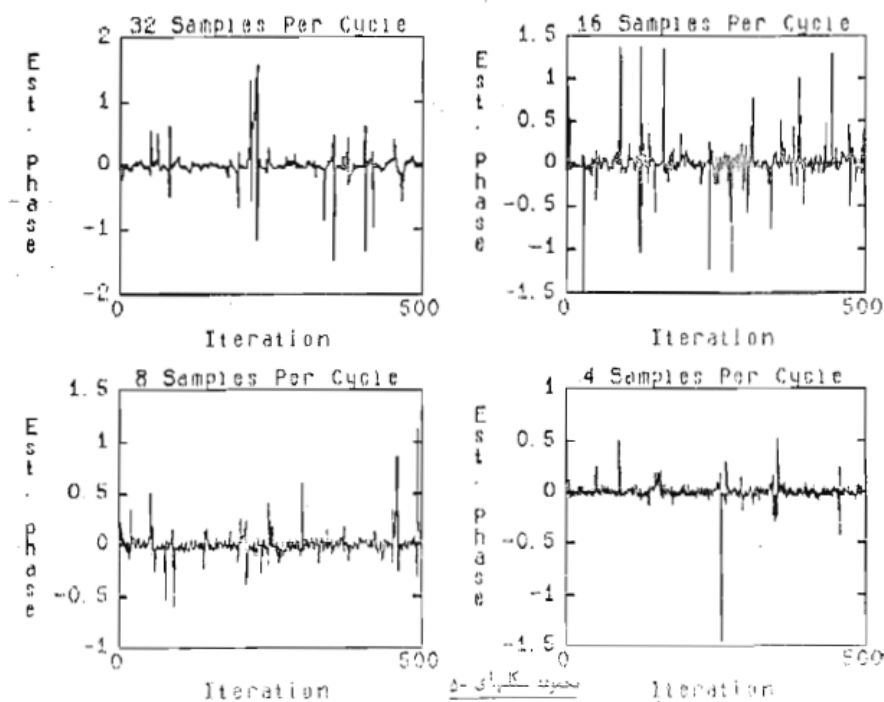 32 Samples Per Cycle
16 Samples Per Cycle
Est. phase
2
1
0
-1
-2
0
500
Iteration
Est. phase
1.5
1
0.5
0
-0.5
-1
-1.5
0
500
Iteration
8 Samples Per Cycle
4 Samples Per Cycle
Est. phase
1.5
1
0.5
0
-0.5
-1
0
500
Iteration
Est. phase
1
0.5
0
-0.5
-1
-1.5
0
500
Iteration